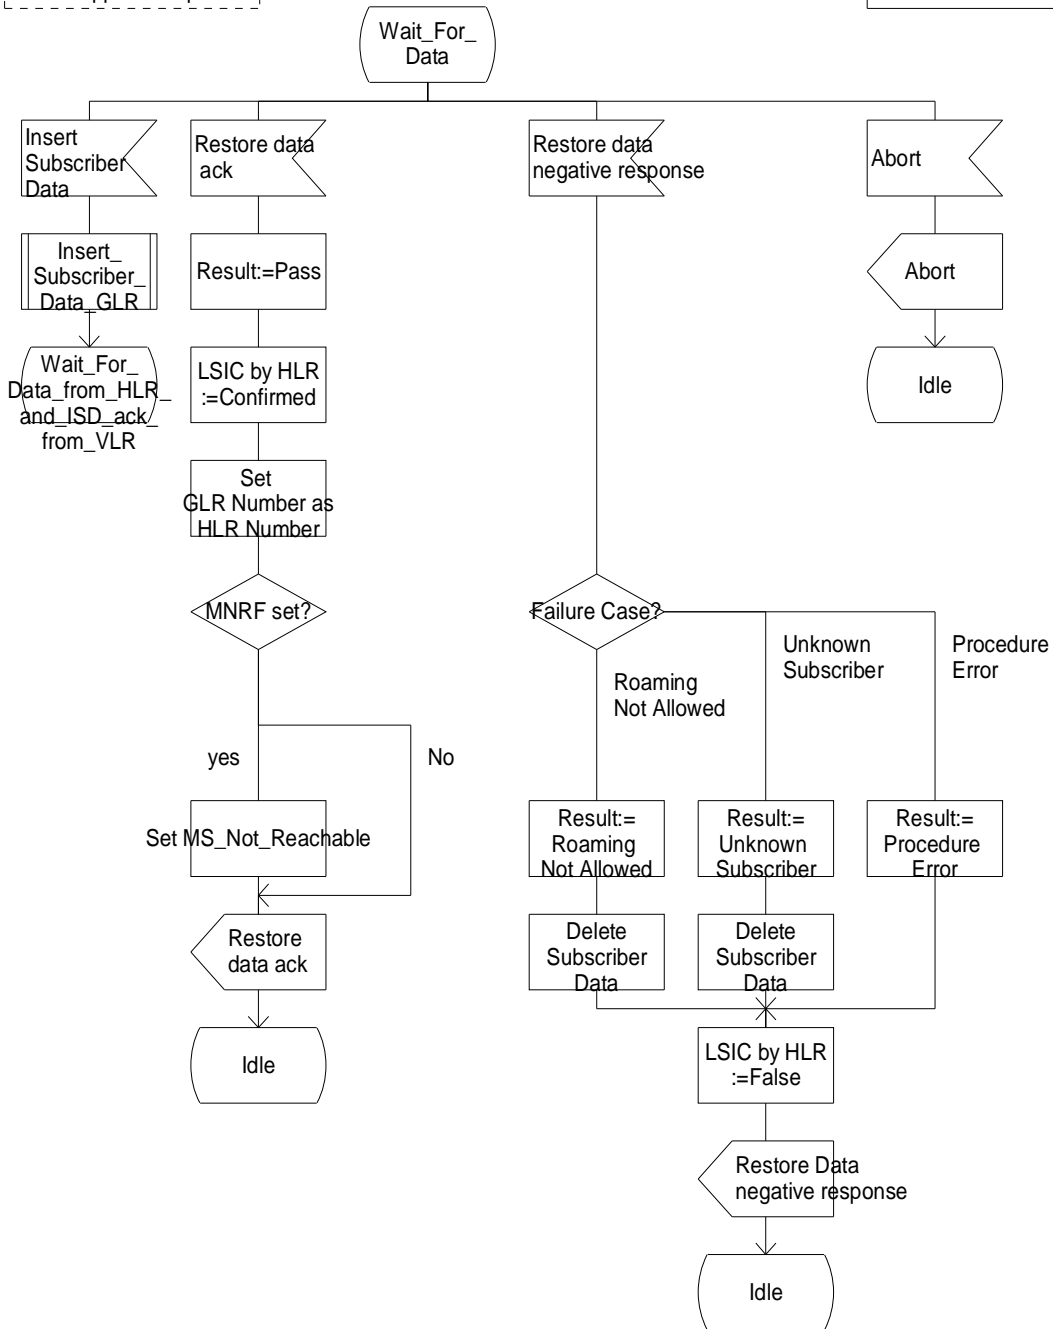 Wait_For_
Data
Insert
Subscriber
Data
Restore data
ack
Restore data
negative response
Abort
Insert_
Subscriber_
Data_GLR
Result:=Pass
Abort
Wait_For_
Data_from_HLR_
and_ISD_ack_
from_VLR
LSIC by HLR
:=Confirmed
Idle
Set
GLR Number as
HLR Number
MNRF set?
Failure Case?
Roaming
Not Allowed
Unknown
Subscriber
Procedure
Error
yes
No
Set MS_Not_Reachable
Result:=
Roaming
Not Allowed
Result:=
Unknown
Subscriber
Result:=
Procedure
Error
Restore
data ack
Delete
Subscriber
Data
Delete
Subscriber
Data
Idle
LSIC by HLR
:=False
Restore Data
negative response
Idle